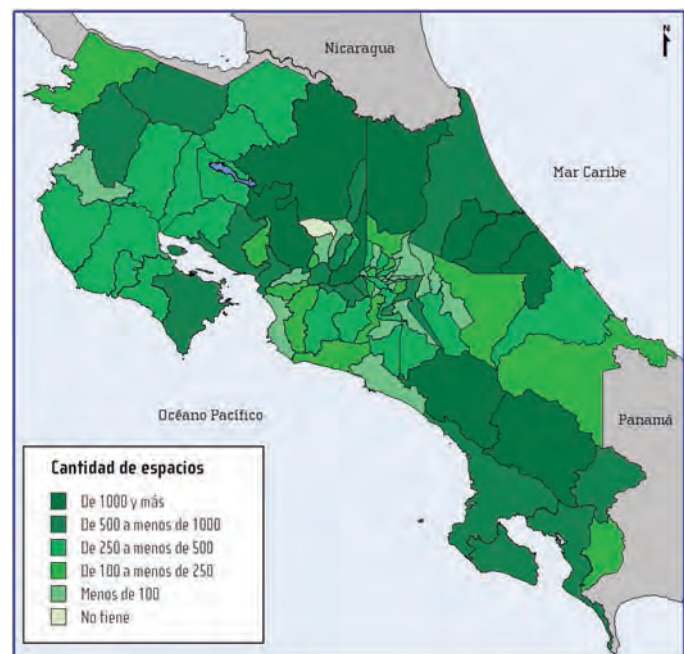 Nicaragua
N
Mar Caribe
Océano Pacífico
Panamá
Cantidad de espacios
De 1000 y más
De 500 a menos de 1000
De 250 a menos de 500
De 100 a menos de 250
Menos de 100
No tiene